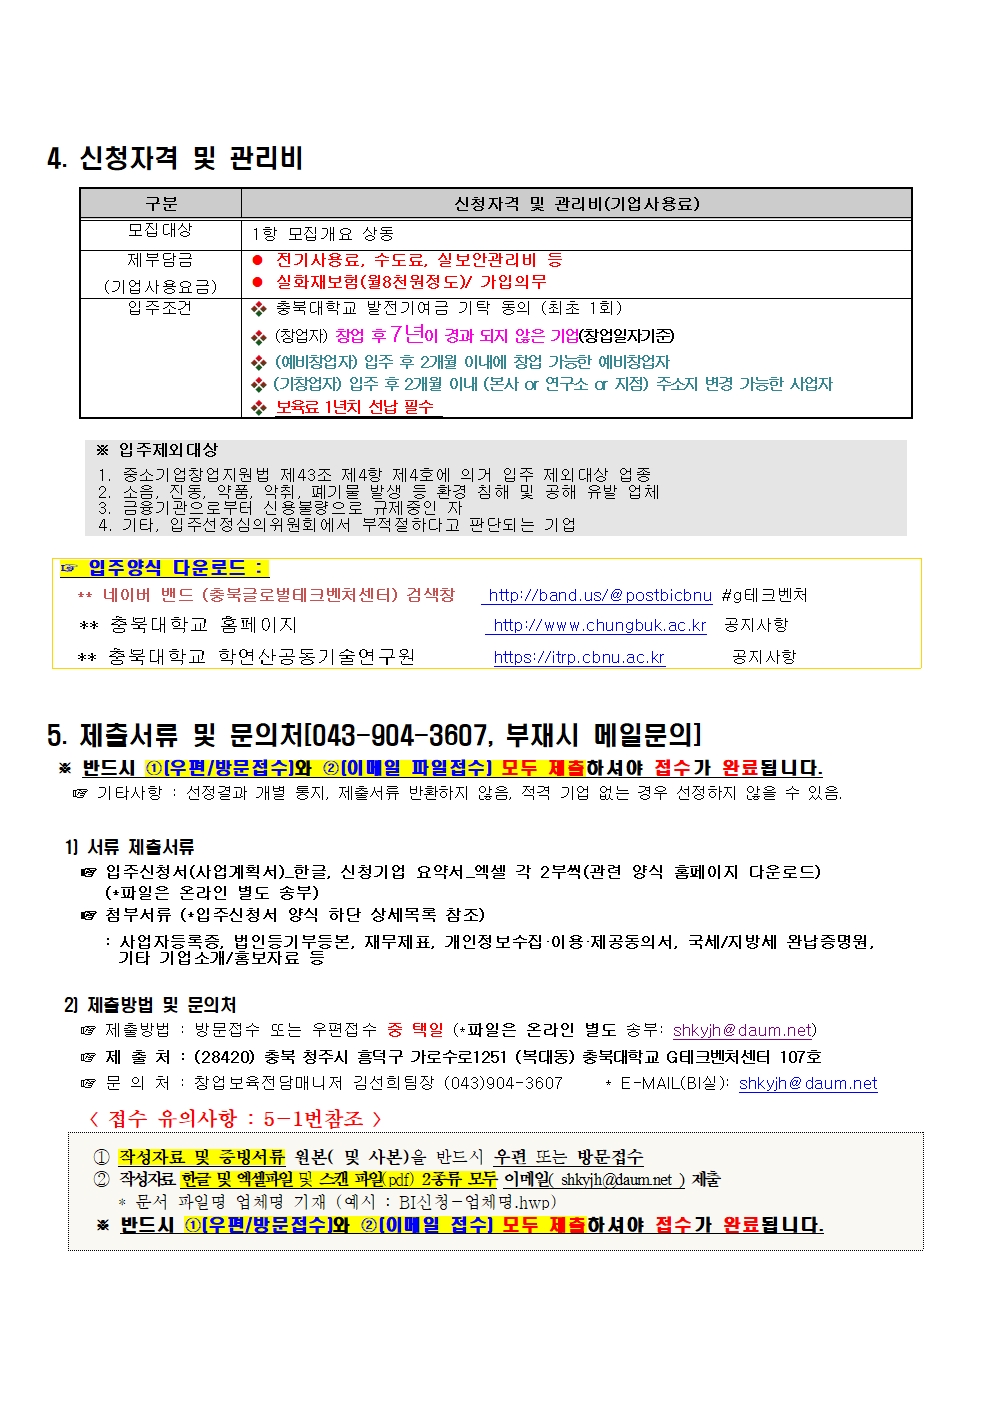 4. 신청자격 및 관리비
구분 신청자격 및 관리비(기업사용료)
모집대상 1항 모집개요 상동
제부담금 ● 전기사용료, 수도료, 실보안관리비 등
(기업사용요금) ● 실화재보험(월8천원정도)/ 가입의무
입주조건 ❖ 충북대학교 발전기여금 기탁 동의 (최초 1회)
❖ (창업자) 창업 후 7년이 경과 되지 않은 기업(창업일자기준)
❖ (예비창업자) 입주 후 2개월 이내에 창업 가능한 예비창업자
❖ (기창업자) 입주 후 2개월 이내 (본사 or 연구소 or 지점) 주소지 변경 가능한 사업자
❖ 보육료 1년치 선납 필수
※ 입주제외대상
1. 중소기업창업지원법 제43조 제4항 제4호에 의거 입주 제외대상 업종
2. 소음, 진동, 약품, 악취, 폐기물 발생 등 환경 침해 및 공해 유발 업체
3. 금융기관으로부터 신용불량으로 규제중인 자
4. 기타, 입주선정심의위원회에서 부적절하다고 판단되는 기업
☞ 입주양식 다운로드 :
** 네이버 밴드 (충북글로벌테크벤처센터) 검색창 http://band.us/@postbicbnu #g테크벤처
** 충북대학교 홈페이지 http://www.chungbuk.ac.kr 공지사항
** 충북대학교 학연산공동기술연구원 https://itrp.cbnu.ac.kr 공지사항
5. 제출서류 및 문의처[043-904-3607, 부재시 메일문의]
※ 반드시 ①(우편/방문접수)와 ②(이메일 파일접수) 모두 제출하셔야 접수가 완료됩니다.
☞ 기타사항 : 선정결과 개별 통지, 제출서류 반환하지 않음, 적격 기업 없는 경우 선정하지 않을 수 있음.
1) 서류 제출서류
☞ 입주신청서(사업계획서)_한글, 신청기업 요약서_엑셀 각 2부씩(관련 양식 홈페이지 다운로드)
(*파일은 온라인 별도 송부)
☞ 첨부서류 (*입주신청서 양식 하단 상세목록 참조)
: 사업자등록증, 법인등기부등본, 재무제표, 개인정보수집·이용·제공동의서, 국세/지방세 완납증명원,
기타 기업소개/홍보자료 등
2) 제출방법 및 문의처
☞ 제출방법 : 방문접수 또는 우편접수 중 택일 (*파일은 온라인 별도 송부: shkyjh@daum.net)
☞ 제 출 처 : (28420) 충북 청주시 흥덕구 가로수로1251 (복대동) 충북대학교 G테크벤처센터 107호
☞ 문 의 처 : 창업보육전담매니저 김선희팀장 (043)904-3607 * E-MAIL(BI실): shkyjh@daum.net
〈 접수 유의사항 : 5-1번참조 〉
① 작성자료 및 증빙서류 원본( 및 사본)을 반드시 우편 또는 방문접수
② 작성자료 한글 및 엑셀파일 및 스캔 파일(pdf) 2종류 모두 이메일( shkyjh@daum.net ) 제출
* 문서 파일명 업체명 기재 (예시 : BI신청-업체명.hwp)
※ 반드시 ①(우편/방문접수)와 ②(이메일 접수) 모두 제출하셔야 접수가 완료됩니다.